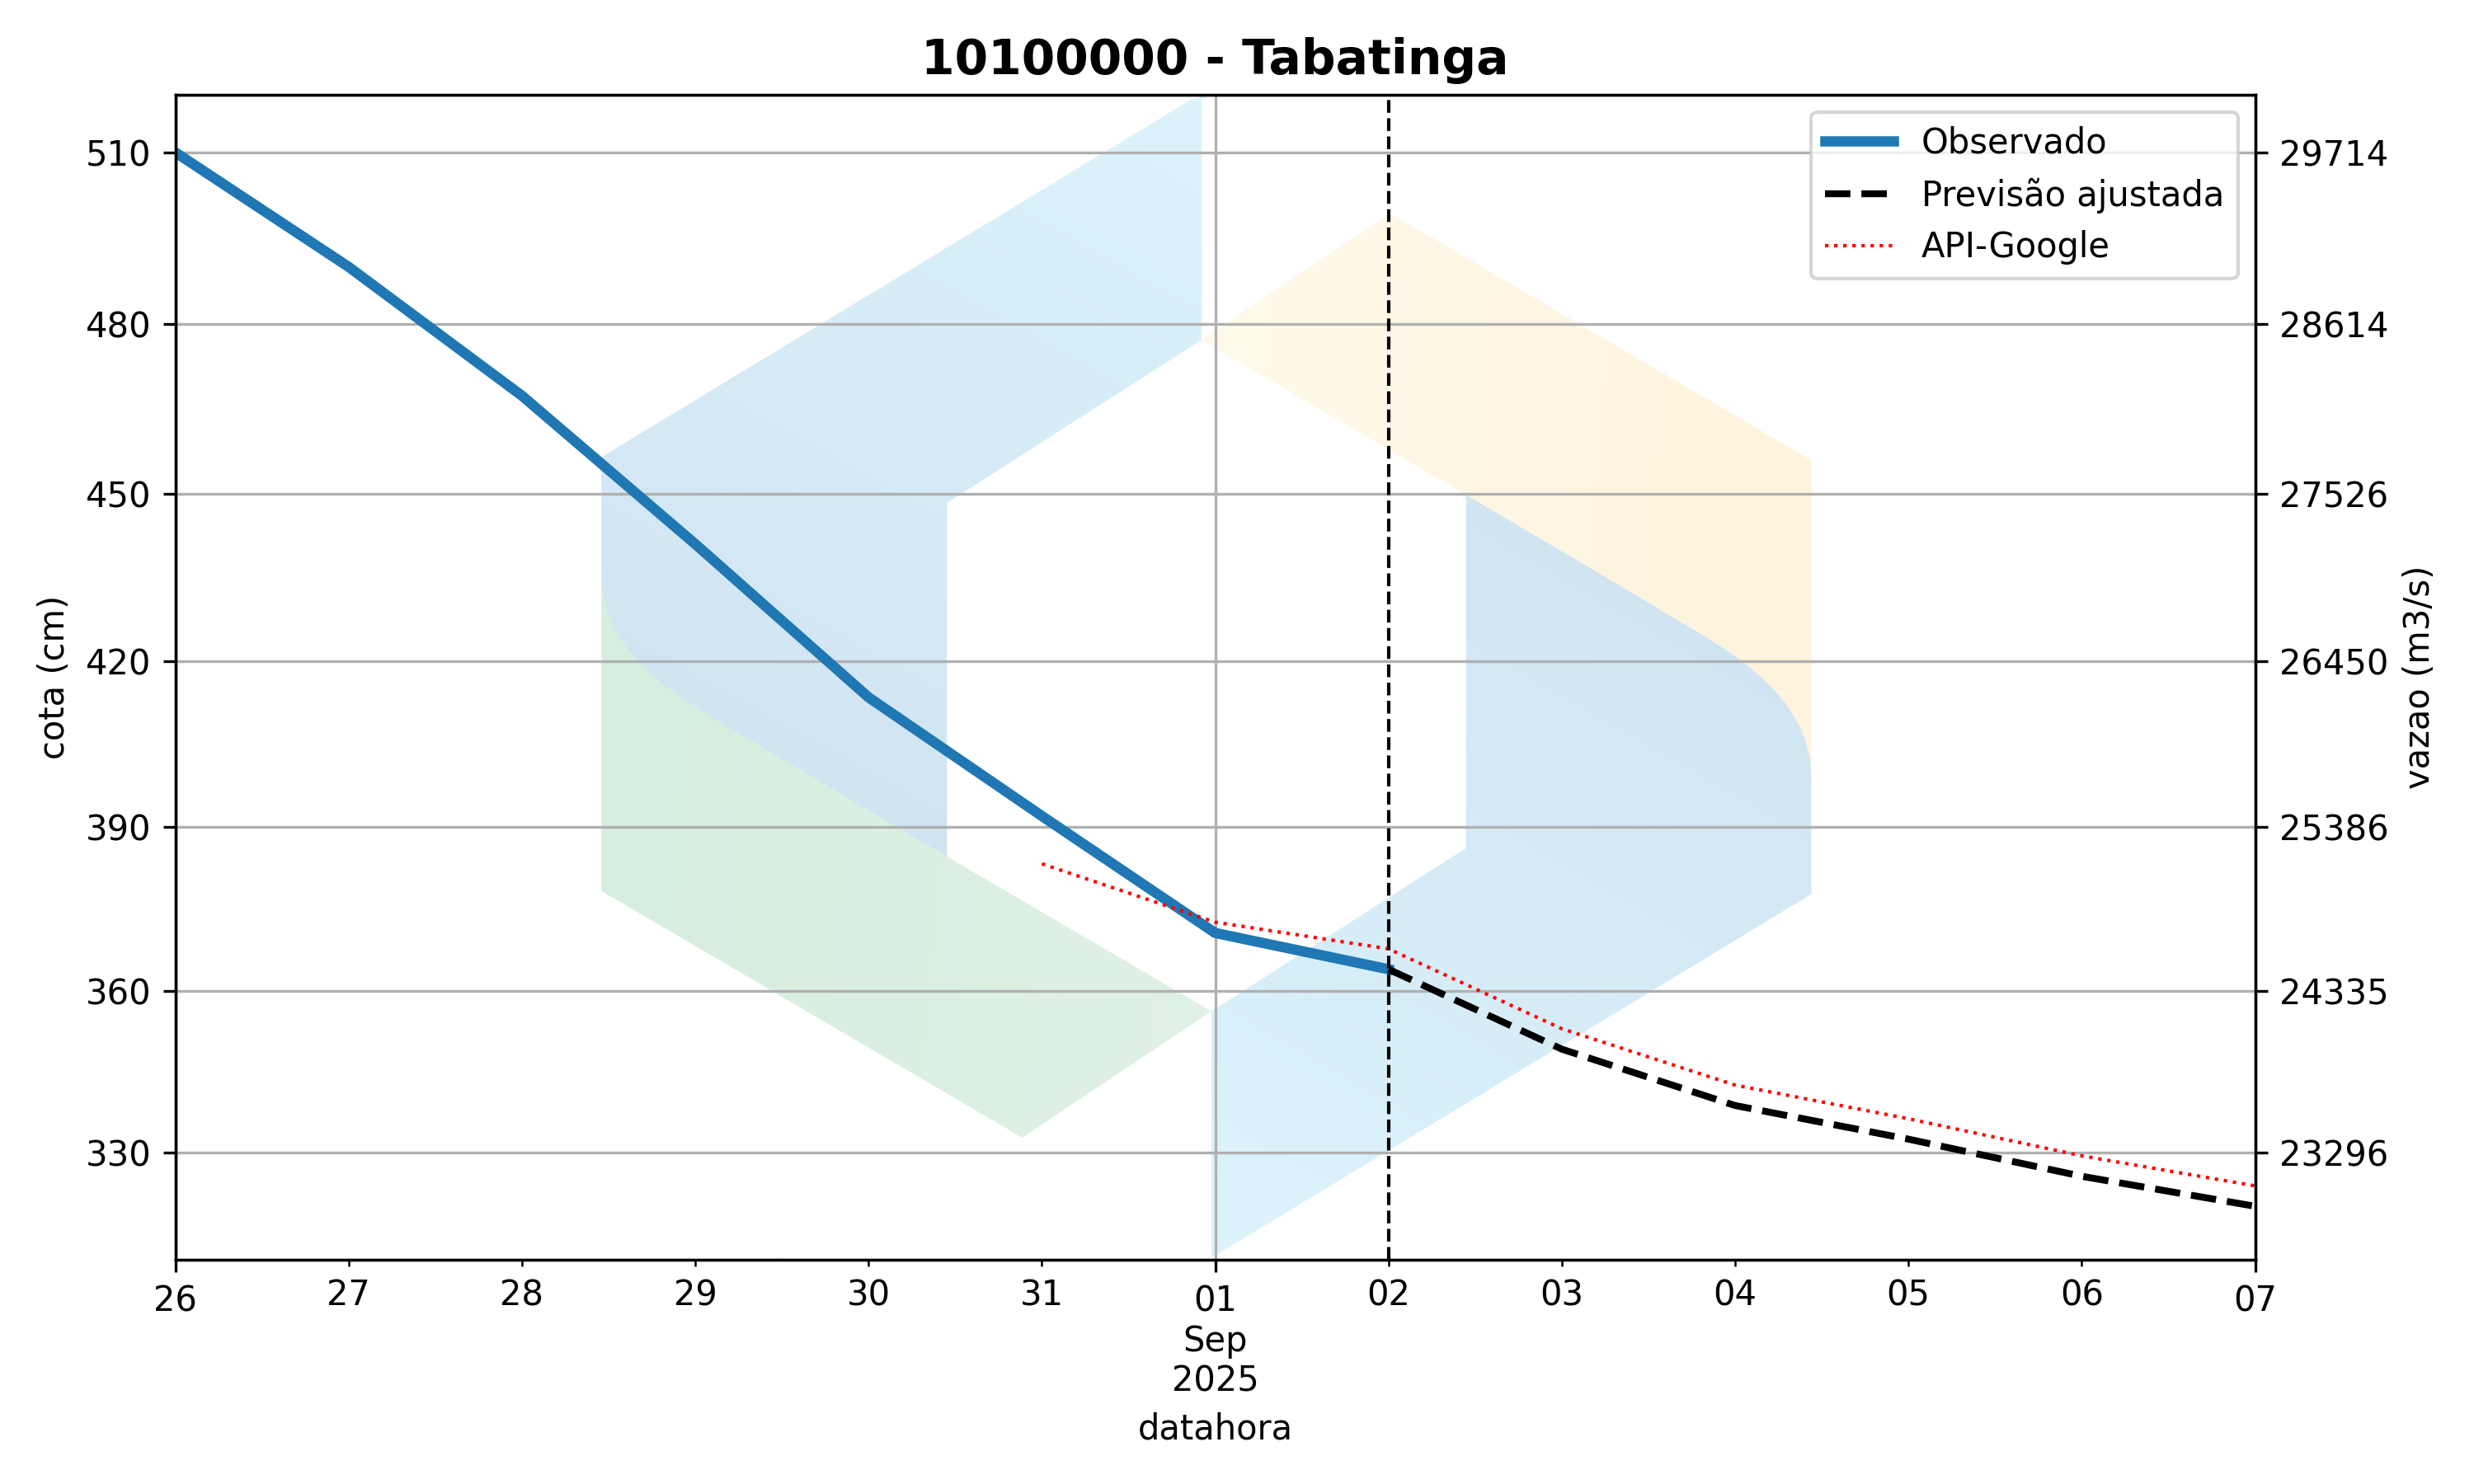 10100000 - Tabatinga
Observado
Previsão ajustada
API-Google
510
480
450
420
390
360
330
cota (cm)
29714
28614
27526
26450
25386
24335
23296
vazao (m3/s)
26 27 28 29 30 31 01 02 03 04 05 06 07
Sep
2025
datahora